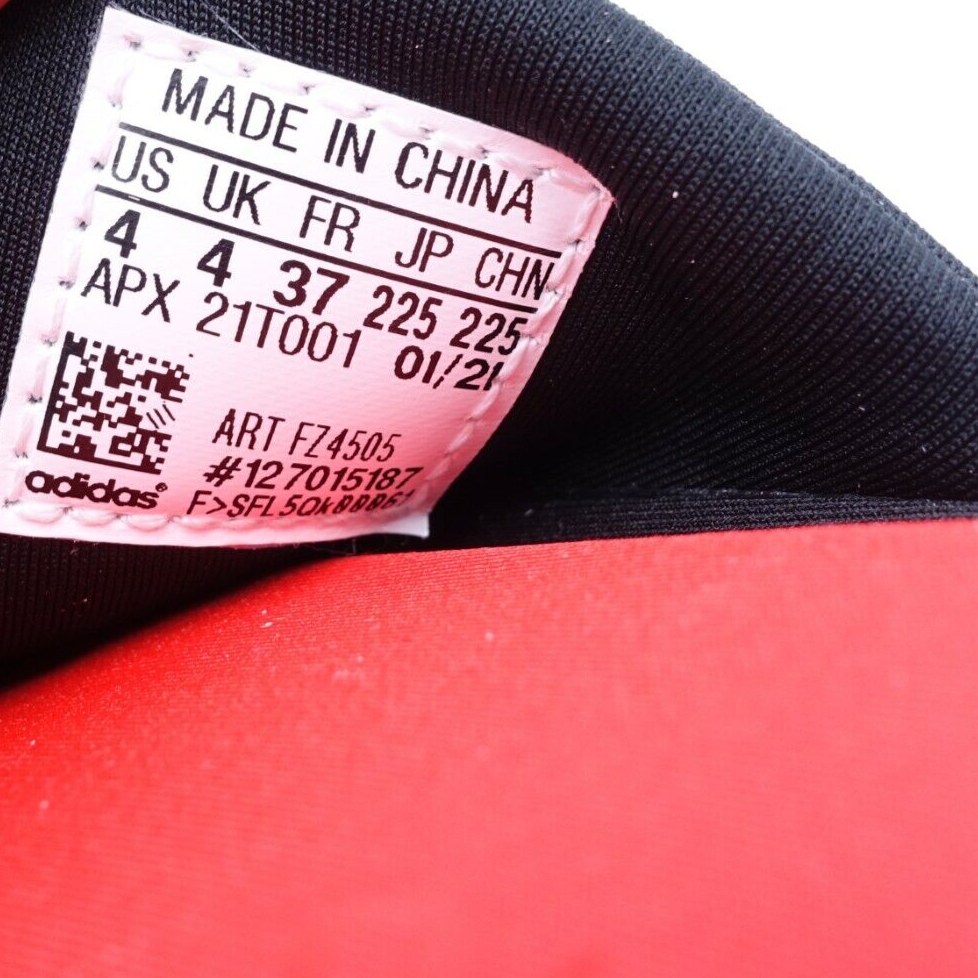 MADE IN CHINA
US UK FR JP CHN
4 4 37 225 225
APX 21T001 01/21
ART FZ4505
#127015187
adidas®